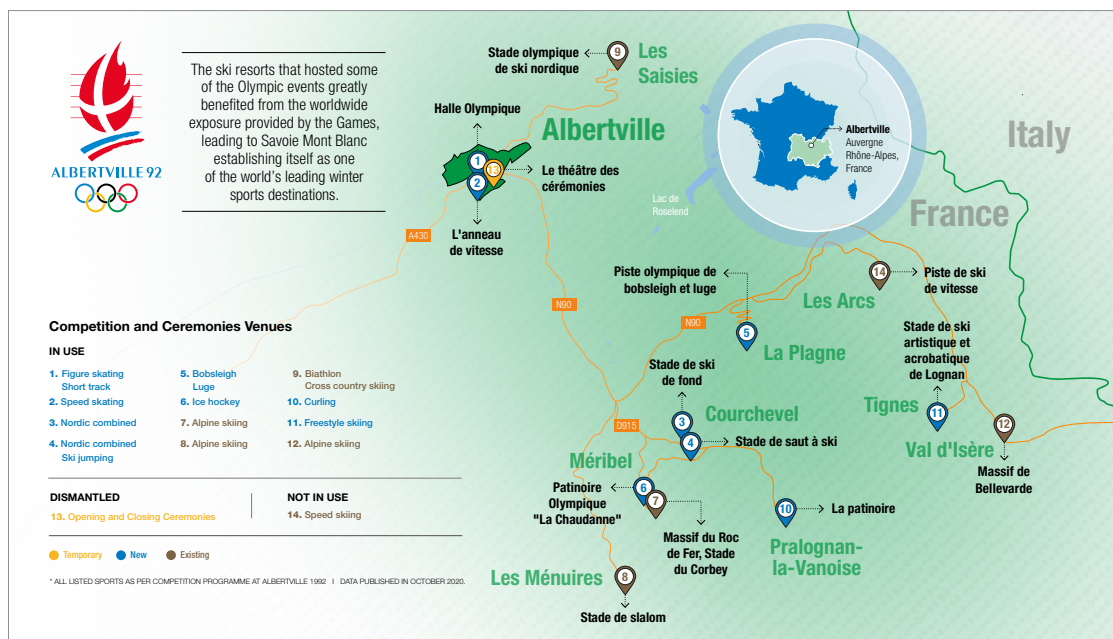 ALBERTVILLE 92
The ski resorts that hosted some
of the Olympic events greatly
benefited from the worldwide
exposure provided by the Games,
leading to Savoie Mont Blanc
establishing itself as one
of the world's leading winter
sports destinations.
Stade olympique
de ski nordique
9
Les
Saisies
Halle Olympique
Albertville
1
13
2
Le théâtre des
cérémonies
L'anneau
de vitesse
A430
Lac de
Roselend
Albertville
Auvergne
Rhône-Alpes,
France
Italy
France
Piste olympique de
bobsleigh et luge
14
Piste de ski
de vitesse
Les Arcs
N90
N90
5
La Plagne
Stade de ski
artistique et
acrobatique
de Lognan
Stade de ski
de fond
Courchevel
Tignes
11
3
12
Val d'Isère
D915
4
Stade de saut à ski
Massif de
Bellevarde
Méribel
Patinoire
Olympique
"La Chaudanne"
6
7
10
La patinoire
Massif du Roc
de Fer, Stade
du Corbey
Pralognan-
la-Vanoise
Les Ménuires
8
Stade de slalom
Competition and Ceremonies Venues
IN USE
1. Figure skating
Short track
2. Speed skating
3. Nordic combined
4. Nordic combined
Ski jumping
5. Bobsleigh
Luge
6. Ice hockey
7. Alpine skiing
8. Alpine skiing
9. Biathlon
Cross country skiing
10. Curling
11. Freestyle skiing
12. Alpine skiing
DISMANTLED
13. Opening and Closing Ceremonies
NOT IN USE
14. Speed skiing
Temporary
New
Existing
* ALL LISTED SPORTS AS PER COMPETITION PROGRAMME AT ALBERTVILLE 1992 I DATA PUBLISHED IN OCTOBER 2020.